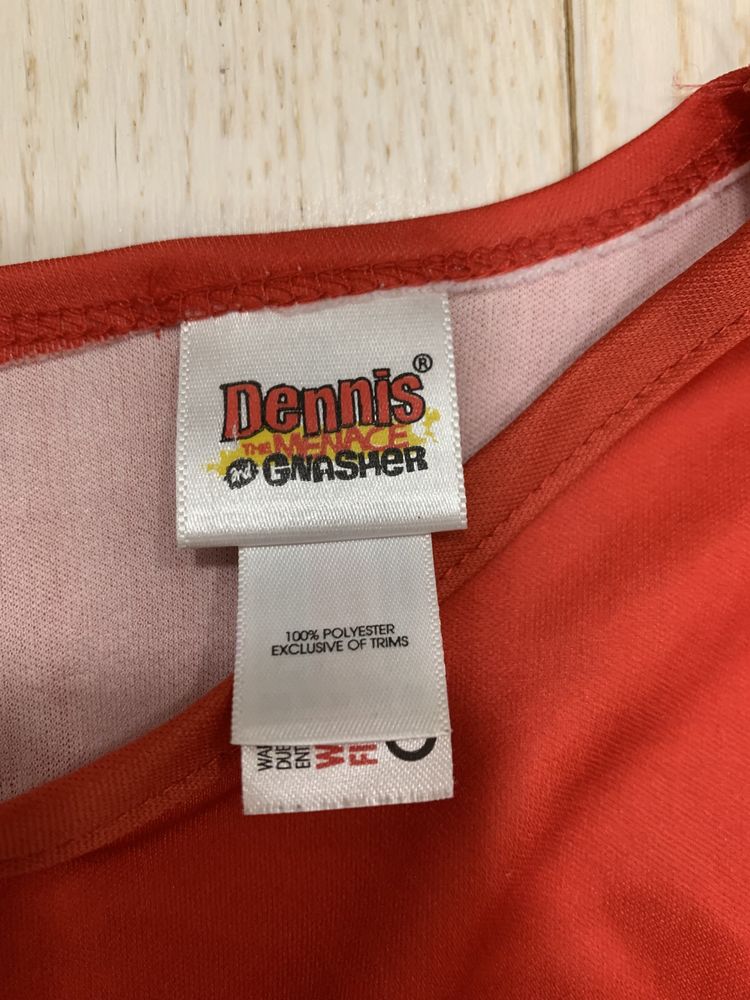 Dennis®
THE MENACE
and GNASHER
100% POLYESTER
EXCLUSIVE OF TRIMS